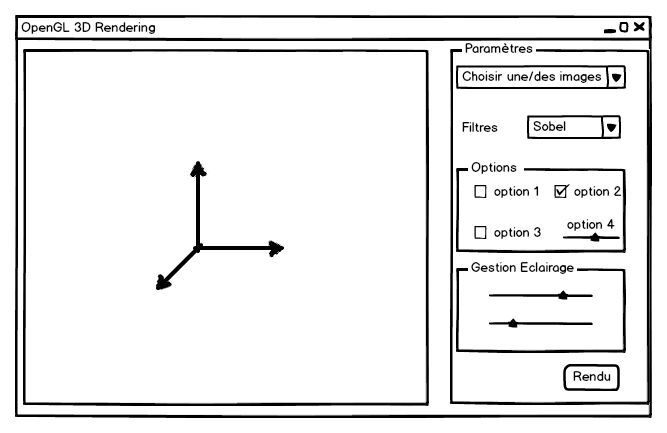 OpenGL 3D Rendering
Paramètres
Choisir une/des images
Filtres
Sobel
Options
option 1
option 2
option 3
option 4
Gestion Eclairage
Rendu